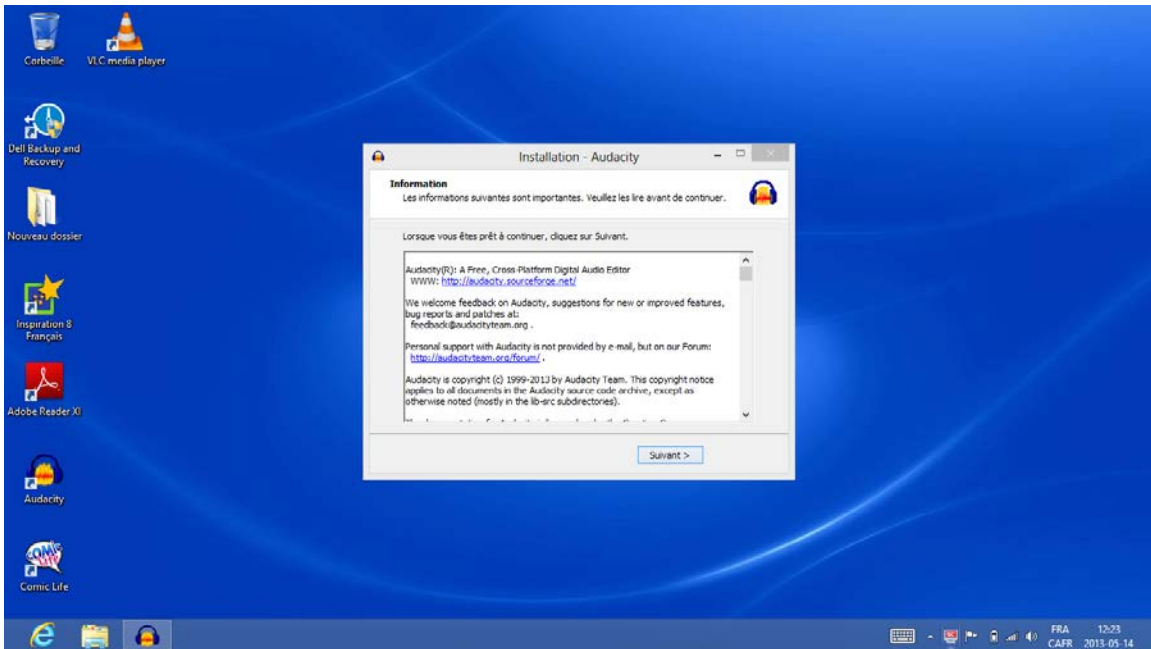 Corbeille
VLC media player
Dell Backup and
Recovery
Nouveau dossier
Inspiration 8
Français
Adobe Reader XI
Audacity
COMIC
LIFE
Comic Life
Installation - Audacity
Information
Les informations suivantes sont importantes. Veuillez les lire avant de continuer.
Lorsque vous êtes prêt à continuer, cliquez sur Suivant.
Audacity(R): A Free, Cross-Platform Digital Audio Editor
WWW: http://audacity.sourceforge.net/
We welcome feedback on Audacity, suggestions for new or improved features,
bug reports and patches at:
feedback@audacityteam.org .
Personal support with Audacity is not provided by e-mail, but on our Forum:
http://audacityteam.org/forum/ .
Audacity is copyright (c) 1999-2013 by Audacity Team. This copyright notice
applies to all documents in the Audacity source code archive, except as
otherwise noted (mostly in the lib-src subdirectories).
Suivant >
FRA 12:23
CAFR 2013-05-14